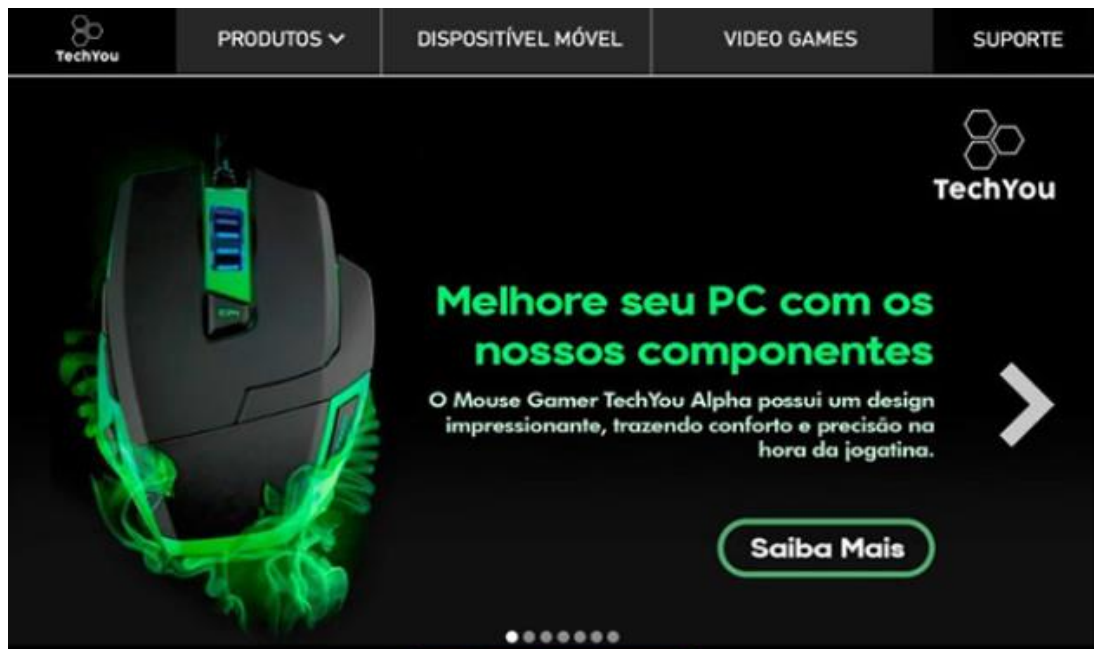 TechYou
PRODUTOS
DISPOSITÍVEL MÓVEL
VIDEO GAMES
SUPORTE
TechYou
Melhore seu PC com os
nossos componentes
O Mouse Gamer TechYou Alpha possui um design
impressionante, trazendo conforto e precisão na
hora da jogatina.
Saiba Mais